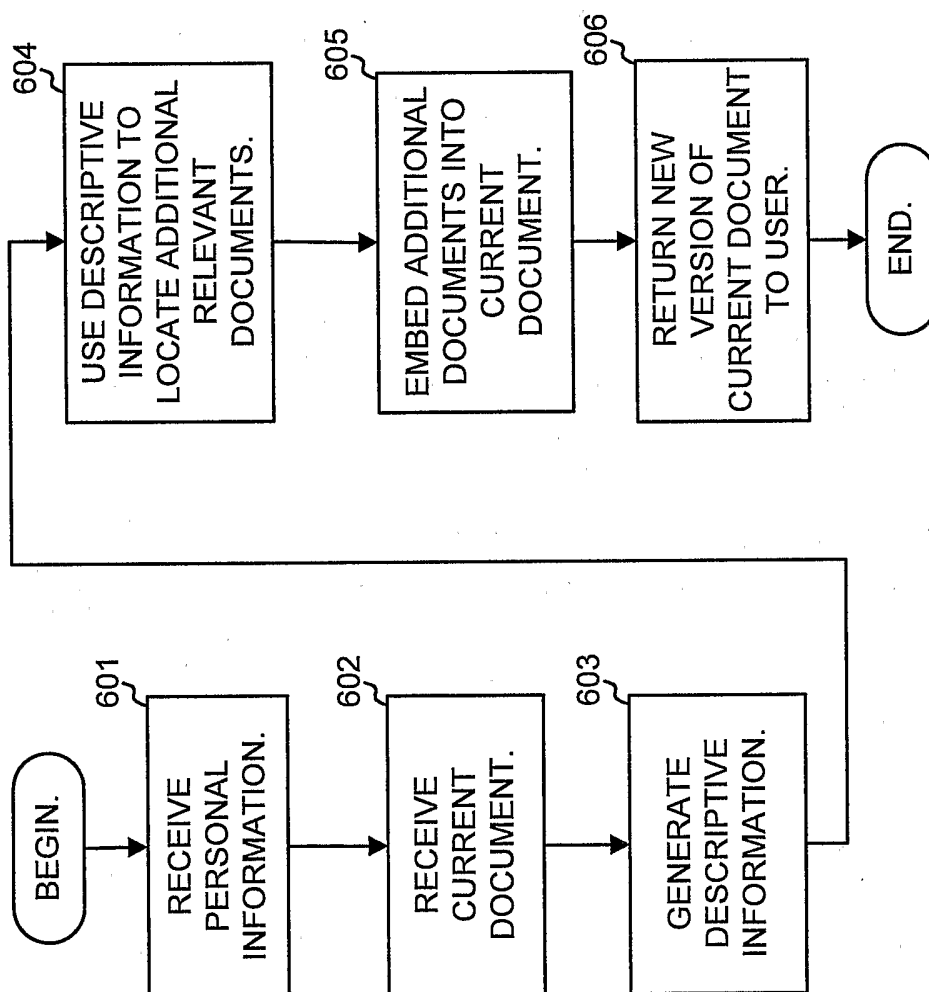 BEGIN.
601
RECEIVE
PERSONAL
INFORMATION.
602
RECEIVE
CURRENT
DOCUMENT.
603
GENERATE
DESCRIPTIVE
INFORMATION.
604
USE DESCRIPTIVE
INFORMATION TO
LOCATE ADDITIONAL
RELEVANT
DOCUMENTS.
605
EMBED ADDITIONAL
DOCUMENTS INTO
CURRENT
DOCUMENT.
606
RETURN NEW
VERSION OF
CURRENT DOCUMENT
TO USER.
END.